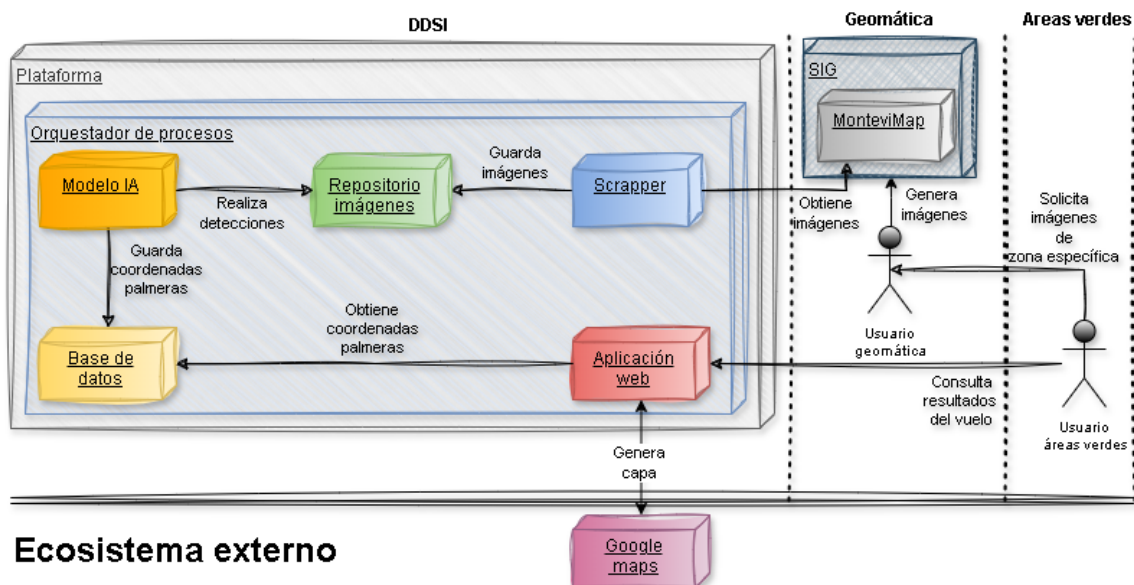 DDSI
Geomática
Areas verdes
Plataforma
SIG
MonteviMap
Orquestador de procesos
Modelo IA
Realiza
detecciones
Repositorio
imágenes
Guarda
imágenes
Scrapper
Obtiene
imágenes
Genera
imágenes
Solicita
imágenes
de
zona específica
Guarda
coordenadas
palmeras
Usuario
geomática
Base de
datos
Obtiene
coordenadas
palmeras
Aplicación
web
Consulta
resultados
del vuelo
Usuario
áreas verdes
Genera
capa
Ecosistema externo
Google
maps